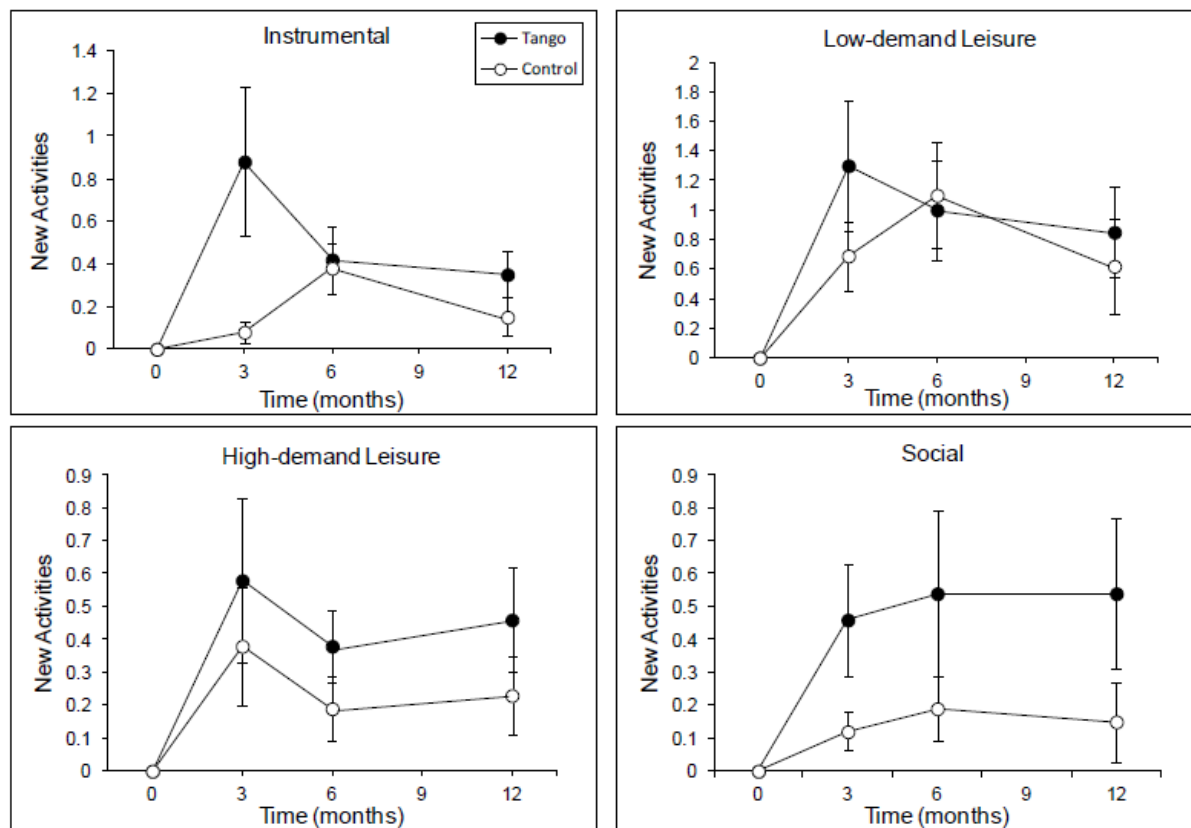 Instrumental
Tango
Control
New Activities
1.4
1.2
1
0.8
0.6
0.4
0.2
0
0 3 6 9 12
Time (months)
Low-demand Leisure
New Activities
2
1.8
1.6
1.4
1.2
1
0.8
0.6
0.4
0.2
0
0 3 6 9 12
Time (months)
High-demand Leisure
New Activities
0.9
0.8
0.7
0.6
0.5
0.4
0.3
0.2
0.1
0
0 3 6 9 12
Time (months)
Social
New Activities
0.9
0.8
0.7
0.6
0.5
0.4
0.3
0.2
0.1
0
0 3 6 9 12
Time (months)